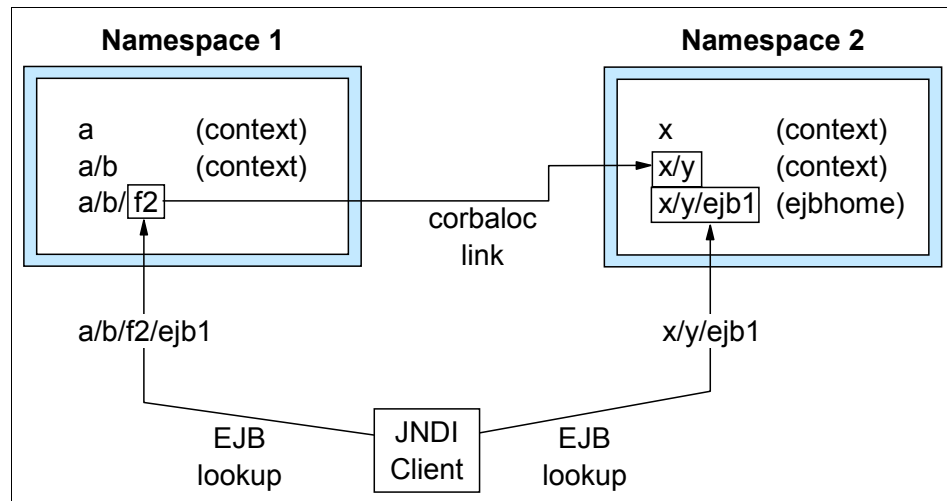 Namespace 1
Namespace 2
a (context)
a/b (context)
a/b/ f2
x (context)
x/y (context)
x/y/ejb1 (ejbhome)
corbaloc
link
a/b/f2/ejb1
x/y/ejb1
EJB
lookup
JNDI
Client
EJB
lookup